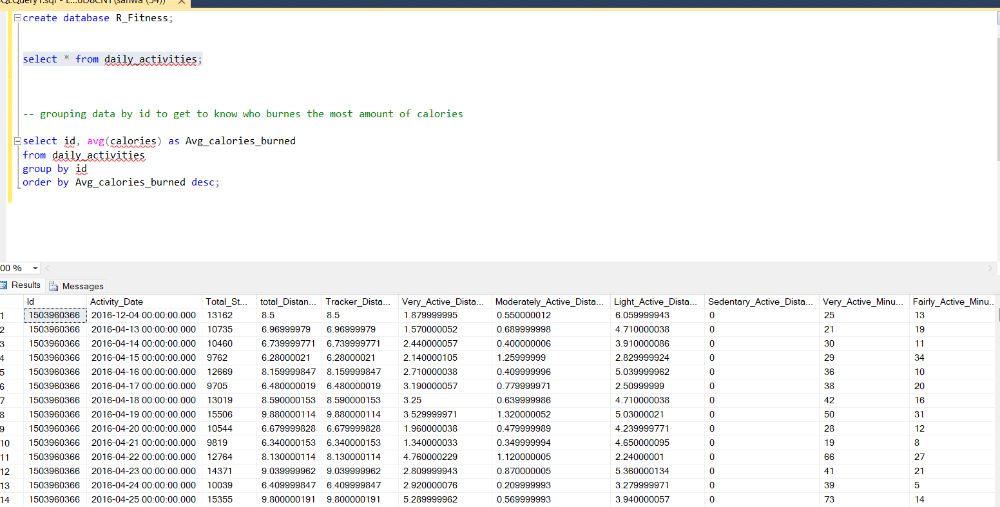 create database R_Fitness;
select * from daily_activities;
-- grouping data by id to get to know who burnes the most amount of calories
select id, avg(calories) as Avg_calories_burned
from daily_activities
group by id
order by Avg_calories_burned desc;
00 %
Results Messages
Id Activity_Date Total_St... total_Distan... Tracker_Dista... Very_Active_Dista... Moderately_Active_Dista... Light_Active_Dista... Sedentary_Active_Dista... Very_Active_Minu... Fairly_Active_Minu...
1 1503960366 2016-12-04 00:00:00.000 13162 8.5 8.5 1.879999995 0.550000012 6.059999943 0 25 13
2 1503960366 2016-04-13 00:00:00.000 10735 6.96999979 6.96999979 1.570000052 0.689999998 4.710000038 0 21 19
3 1503960366 2016-04-14 00:00:00.000 10460 6.739999771 6.739999771 2.440000057 0.400000006 3.910000086 0 30 11
4 1503960366 2016-04-15 00:00:00.000 9762 6.28000021 6.28000021 2.140000105 1.25999999 2.829999924 0 29 34
5 1503960366 2016-04-16 00:00:00.000 12669 8.159999847 8.159999847 2.710000038 0.409999996 5.039999962 0 36 10
6 1503960366 2016-04-17 00:00:00.000 9705 6.480000019 6.480000019 3.190000057 0.779999971 2.50999999 0 38 20
7 1503960366 2016-04-18 00:00:00.000 13019 8.590000153 8.590000153 3.25 0.639999986 4.710000038 0 42 16
8 1503960366 2016-04-19 00:00:00.000 15506 9.880000114 9.880000114 3.529999971 1.320000052 5.03000021 0 50 31
9 1503960366 2016-04-20 00:00:00.000 10544 6.679999828 6.679999828 1.960000038 0.479999989 4.239999771 0 28 12
10 1503960366 2016-04-21 00:00:00.000 9819 6.340000153 6.340000153 1.340000033 0.349999994 4.650000095 0 19 8
11 1503960366 2016-04-22 00:00:00.000 12764 8.130000114 8.130000114 4.760000229 1.120000005 2.24000001 0 66 27
12 1503960366 2016-04-23 00:00:00.000 14371 9.039999962 9.039999962 2.809999943 0.870000005 5.360000134 0 41 21
13 1503960366 2016-04-24 00:00:00.000 10039 6.409999847 6.409999847 2.920000076 0.209999993 3.279999971 0 39 5
14 1503960366 2016-04-25 00:00:00.000 15355 9.800000191 9.800000191 5.289999962 0.569999993 3.940000057 0 73 14